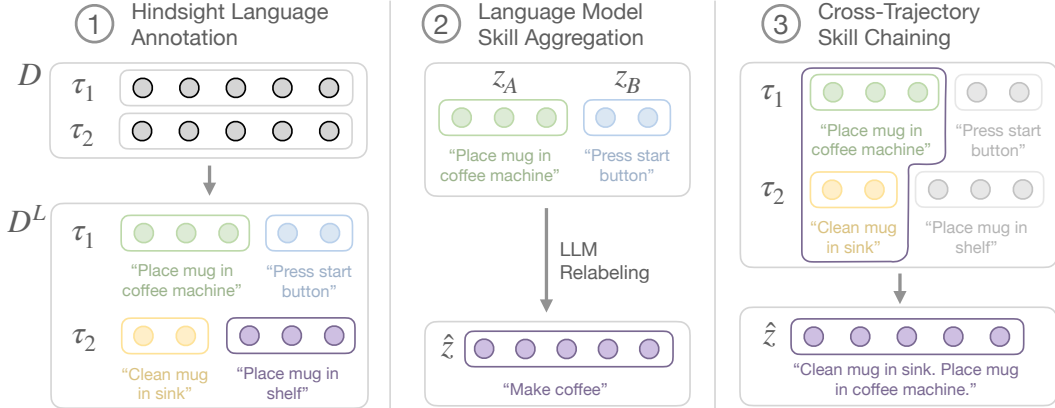 1 Hindsight Language
Annotation
D
τ₁
τ₂
Dᴸ
τ₁
“Place mug in
coffee machine”
“Press start
button”
τ₂
“Clean mug
in sink”
“Place mug in
shelf”
2 Language Model
Skill Aggregation
z_A
z_B
“Place mug in
coffee machine”
“Press start
button”
LLM
Relabeling
ẑ
“Make coffee”
3 Cross-Trajectory
Skill Chaining
τ₁
“Place mug in
coffee machine”
“Press start
button”
τ₂
“Clean mug
in sink”
“Place mug in
shelf”
ẑ
“Clean mug in sink. Place mug
in coffee machine.”